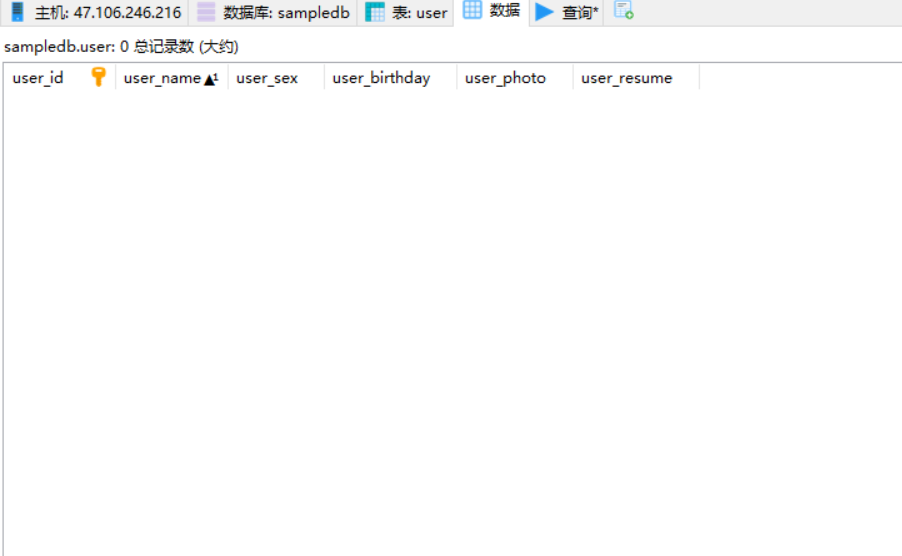 主机: 47.106.246.216 数据库: sampledb 表: user 数据 查询*
sampledb.user: 0 总记录数 (大约)
user_id user_name 1 user_sex user_birthday user_photo user_resume